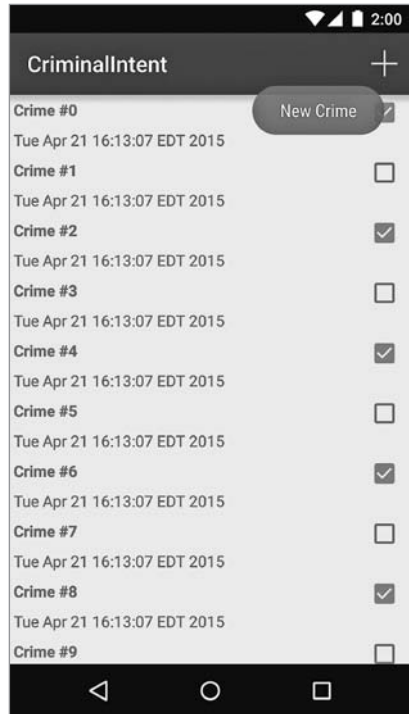 2:00
CriminalIntent
New Crime
Crime #0
Tue Apr 21 16:13:07 EDT 2015
Crime #1
Tue Apr 21 16:13:07 EDT 2015
Crime #2
Tue Apr 21 16:13:07 EDT 2015
Crime #3
Tue Apr 21 16:13:07 EDT 2015
Crime #4
Tue Apr 21 16:13:07 EDT 2015
Crime #5
Tue Apr 21 16:13:07 EDT 2015
Crime #6
Tue Apr 21 16:13:07 EDT 2015
Crime #7
Tue Apr 21 16:13:07 EDT 2015
Crime #8
Tue Apr 21 16:13:07 EDT 2015
Crime #9